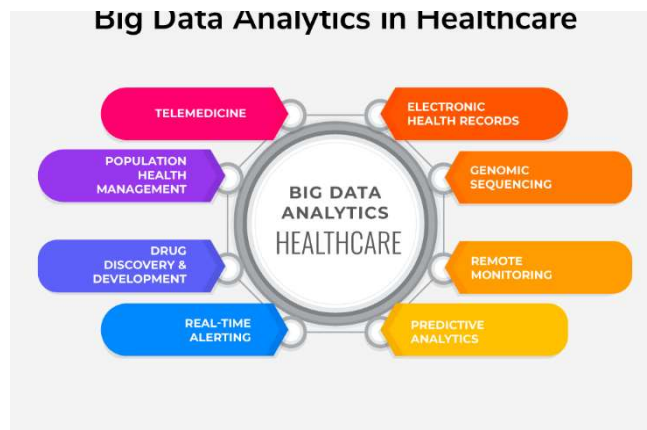 Big Data Analytics in Healthcare
TELEMEDICINE
ELECTRONIC
HEALTH RECORDS
POPULATION
HEALTH
MANAGEMENT
GENOMIC
SEQUENCING
BIG DATA
ANALYTICS
HEALTHCARE
DRUG
DISCOVERY &
DEVELOPMENT
REMOTE
MONITORING
REAL-TIME
ALERTING
PREDICTIVE
ANALYTICS